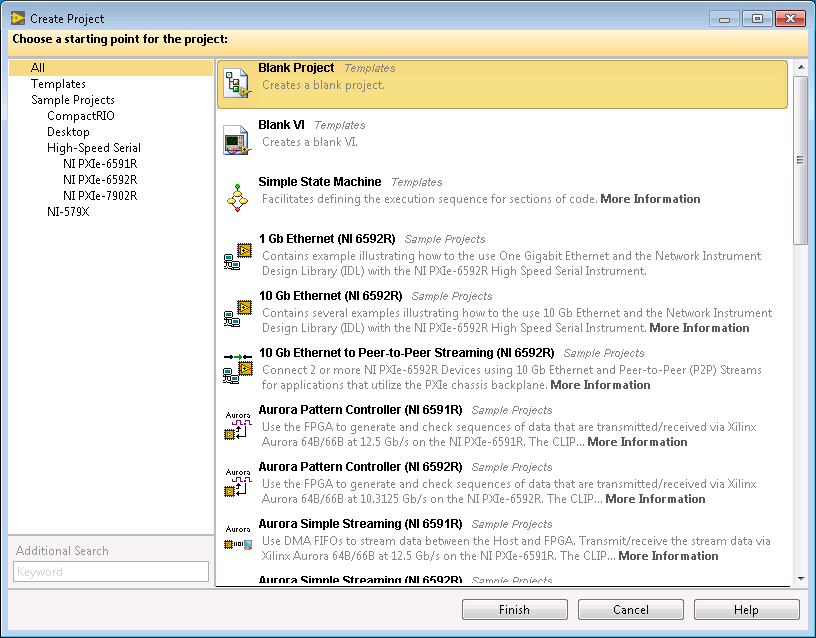 Create Project
Choose a starting point for the project:
All
Templates
Sample Projects
CompactRIO
Desktop
High-Speed Serial
NI PXIe-6591R
NI PXIe-6592R
NI PXIe-7902R
NI-579X
Additional Search
Keyword
Blank Project Templates
Creates a blank project.
Blank VI Templates
Creates a blank VI.
Simple State Machine Templates
Facilitates defining the execution sequence for sections of code. More Information
1 Gb Ethernet (NI 6592R) Sample Projects
Contains example illustrating how to the use One Gigabit Ethernet and the Network Instrument
Design Library (IDL) with the NI PXIe-6592R High Speed Serial Instrument.
10 Gb Ethernet (NI 6592R) Sample Projects
Contains several examples illustrating how to the use 10 Gb Ethernet and the Network Instrument
Design Library (IDL) with the NI PXIe-6592R High Speed Serial Instrument. More Information
10 Gb Ethernet to Peer-to-Peer Streaming (NI 6592R) Sample Projects
Connect 2 or more NI PXIe-6592R Devices using 10 Gb Ethernet and Peer-to-Peer (P2P) Streams
for applications that utilize the PXIe chassis backplane. More Information
Aurora
Aurora Pattern Controller (NI 6591R) Sample Projects
Use the FPGA to generate and check sequences of data that are transmitted/received via Xilinx
Aurora 64B/66B at 12.5 Gb/s on the NI PXIe-6591R. The CLIP... More Information
Aurora
Aurora Pattern Controller (NI 6592R) Sample Projects
Use the FPGA to generate and check sequences of data that are transmitted/received via Xilinx
Aurora 64B/66B at 10.3125 Gb/s on the NI PXIe-6592R. The CLIP... More Information
Aurora
Aurora Simple Streaming (NI 6591R) Sample Projects
Use DMA FIFOs to stream data between the Host and FPGA. Transmit/receive the stream data via
Xilinx Aurora 64B/66B at 12.5 Gb/s on the NI PXIe-6591R. The CLIP... More Information
Aurora Simple Streaming (NI 6592R) Sample Projects
Finish
Cancel
Help